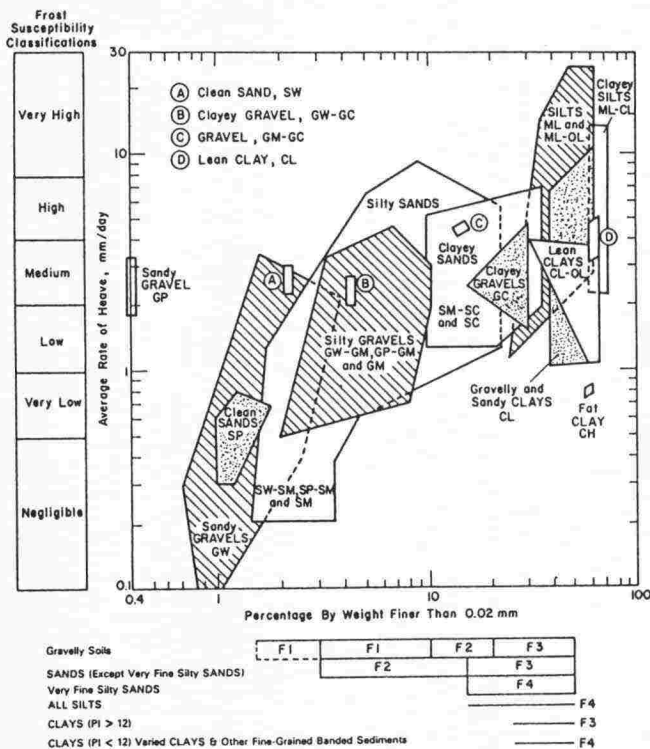 Frost
Susceptibility
Classifications
Very High
High
Medium
Low
Very Low
Negligible
Average Rate of Heave, mm/day
30
10
1
0.1
0.4
1
10
100
Percentage By Weight Finer Than 0.02 mm
A Clean SAND, SW
B Clayey GRAVEL, GW-GC
C GRAVEL, GM-GC
D Lean CLAY, CL
Sandy
GRAVEL
GP
A
B
C
D
Silty SANDS
Clayey
SANDS
SM-SC
and SC
Clayey
GRAVELS
GC
SILTS
ML and
ML-OL
Clayey
SILTS
ML-CL
Lean
CLAYS
CL-OL
Silty GRAVELS
GW-GM, GP-GM
and GM
Gravelly and
Sandy CLAYS
CL
Fat
CLAY
CH
Clean
SANDS
SP
SW-SM, SP-SM
and SM
Sandy
GRAVELS
GW
Gravelly Soils F1 F1 F2 F3
SANDS (Except Very Fine Silty SANDS) F2 F3
Very Fine Silty SANDS F4
ALL SILTS F4
CLAYS (PI > 12) F3
CLAYS (PI < 12) Varied CLAYS & Other Fine-Grained Banded Sediments F4